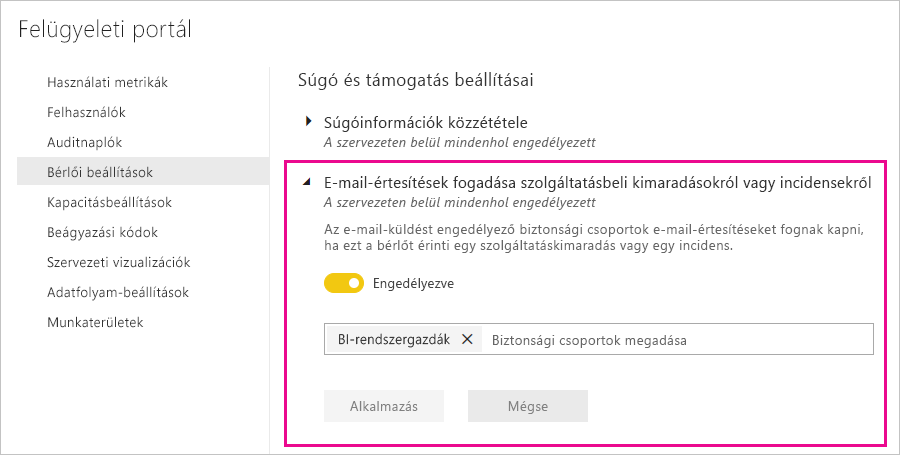 Felügyeleti portál
Használati metrikák
Felhasználók
Auditnaplók
Bérlői beállítások
Kapacitásbeállítások
Beágyazási kódok
Szervezeti vizualizációk
Adatfolyam-beállítások
Munkaterületek
Súgó és támogatás beállításai
Súgóinformációk közzététele
A szervezeten belül mindenhol engedélyezett
E-mail-értesítések fogadása szolgáltatásbeli kimaradásokról vagy incidensekről
A szervezeten belül mindenhol engedélyezett
Az e-mail-küldést engedélyező biztonsági csoportok e-mail-értesítéseket fognak kapni,
ha ezt a bérlőt érinti egy szolgáltatáskimaradás vagy egy incidens.
Engedélyezve
BI-rendszergazdák Biztonsági csoportok megadása
Alkalmazás Mégse